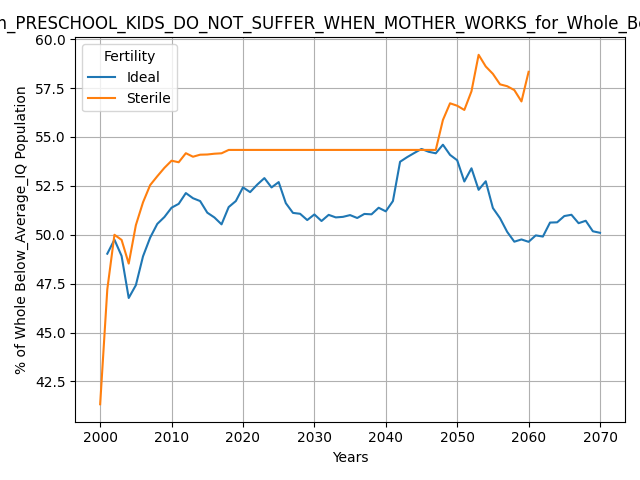 PRESCHOOL_KIDS_DO_NOT_SUFFER_WHEN_MOTHER_WORKS_for_Whole_
60.0
57.5
55.0
52.5
50.0
47.5
45.0
42.5
% of Whole Below_Average_IQ Population
Fertility
Ideal
Sterile
2000 2010 2020 2030 2040 2050 2060 2070
Years